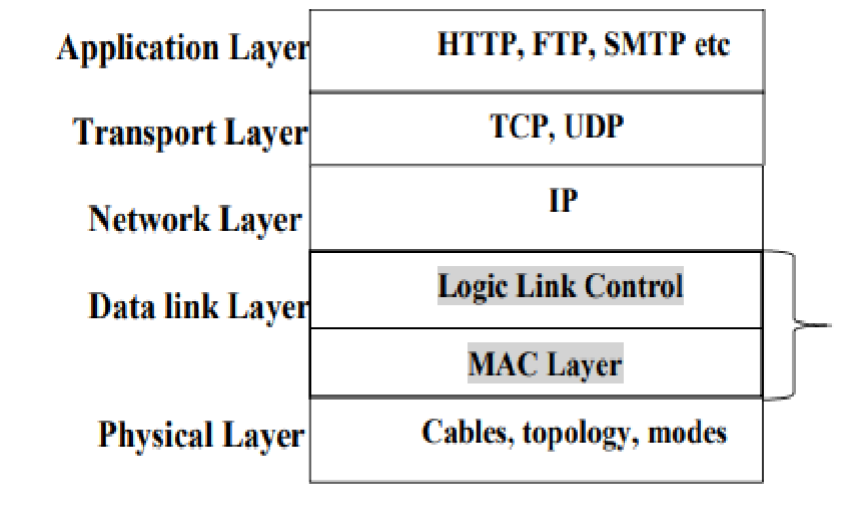 Application Layer HTTP, FTP, SMTP etc
Transport Layer TCP, UDP
Network Layer IP
Data link Layer Logic Link Control
MAC Layer
Physical Layer Cables, topology, modes